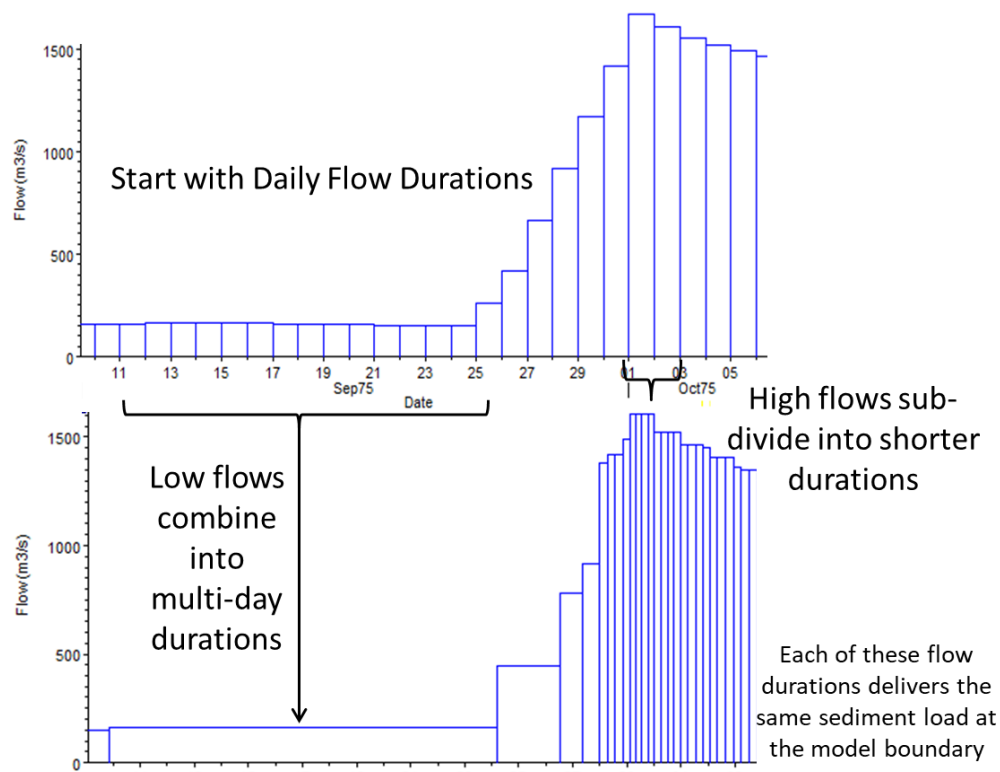 1500
1000
500
0
Flow (m3/s)
Start with Daily Flow Durations
11 13 15 17 19 21 23 25 27 29 01 03 05
Sep75 Oct75
Date
High flows sub-
divide into shorter
durations
1500
1000
500
0
Flow (m3/s)
Low flows
combine
into
multi-day
durations
Each of these flow
durations delivers the
same sediment load at
the model boundary